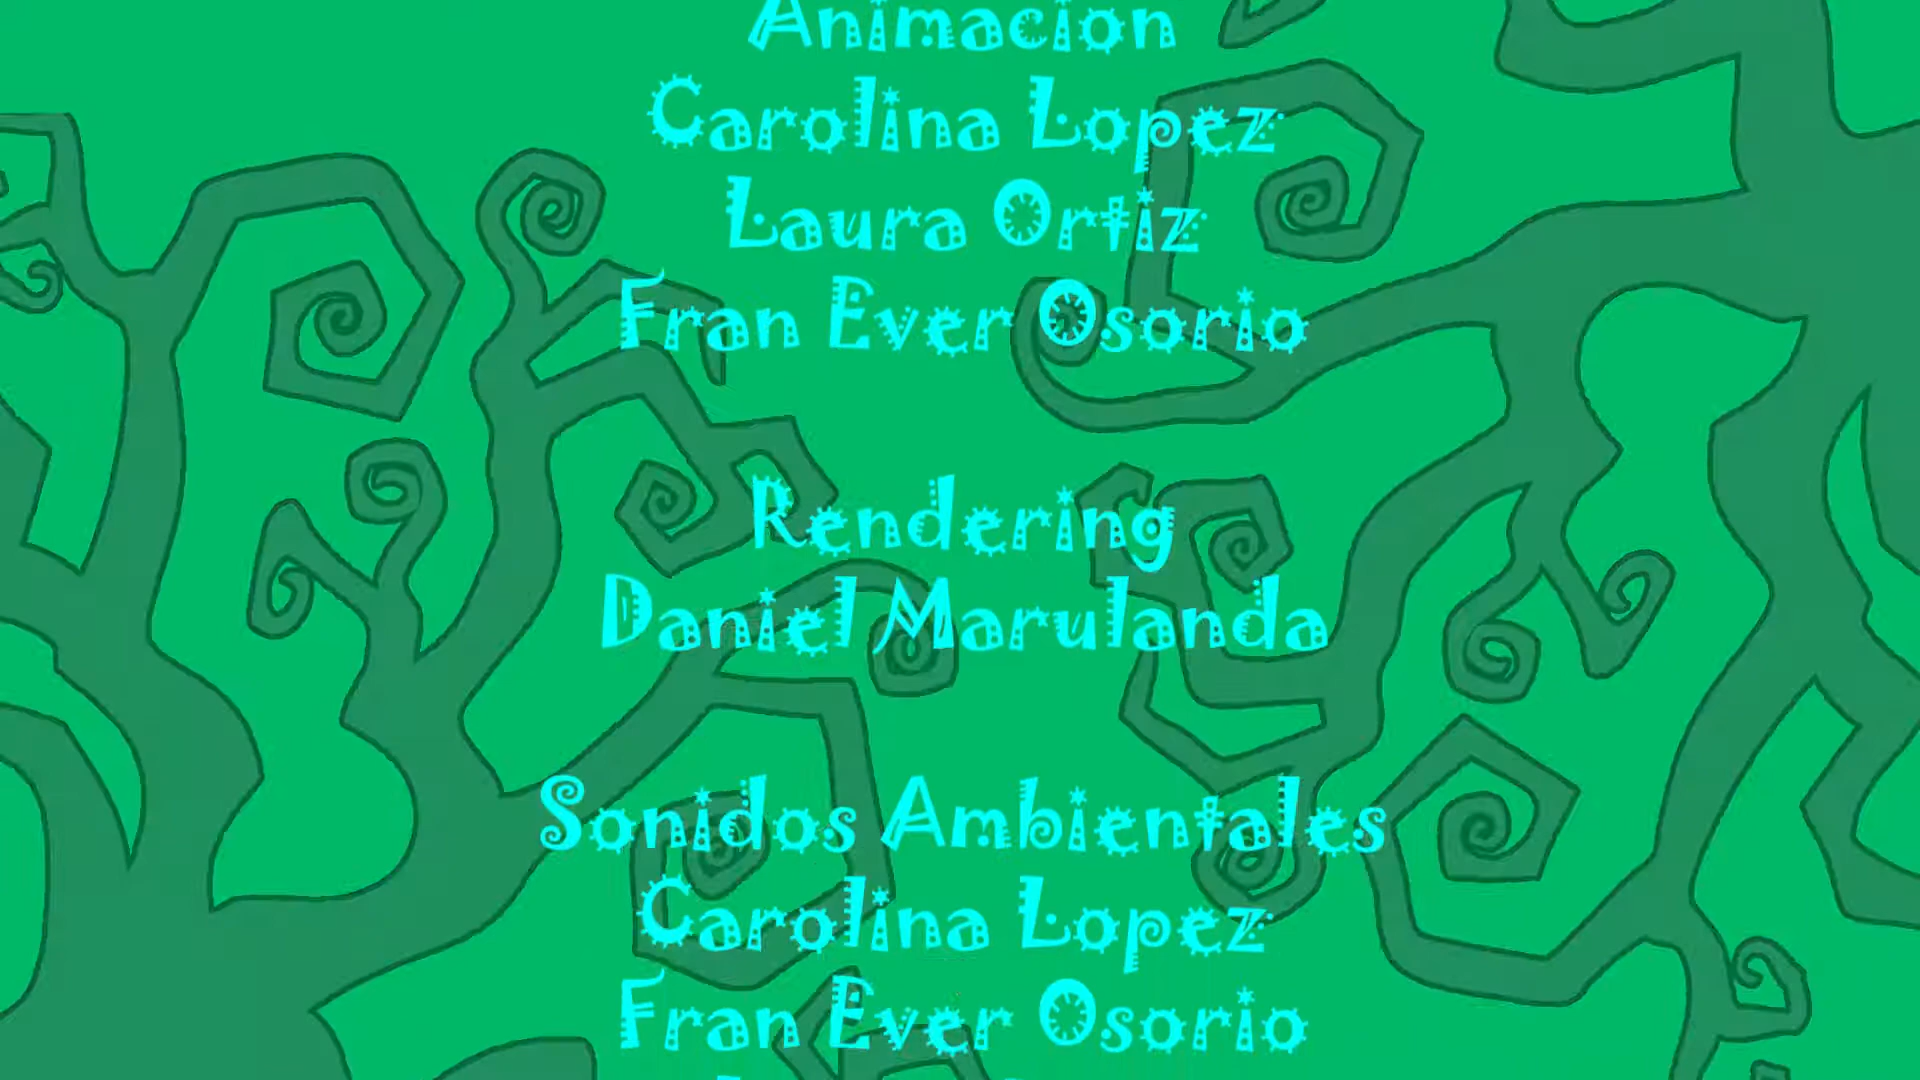 Animacion
Carolina Lopez
Laura Ortiz
Fran Ever Osorio
Rendering
Daniel Marulanda
Sonidos Ambientales
Carolina Lopez
Fran Ever Osorio